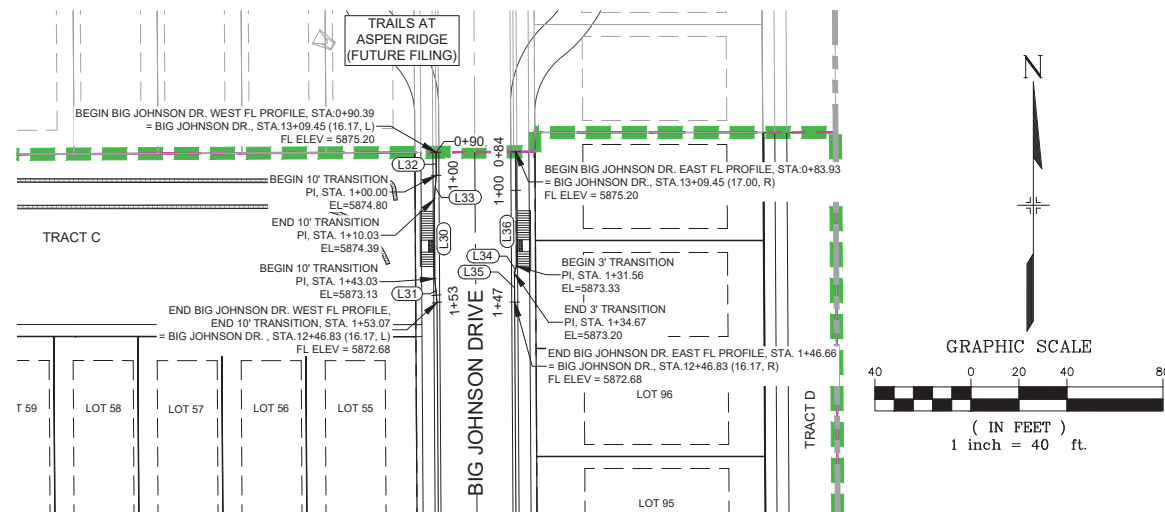 TRAILS AT
ASPEN RIDGE
(FUTURE FILING)
BEGIN BIG JOHNSON DR. WEST FL PROFILE, STA:0+90.39
= BIG JOHNSON DR., STA.13+09.45 (16.17, L)
FL ELEV = 5875.20
0+90
0+84
L32
1+00
1+00
BEGIN BIG JOHNSON DR. EAST FL PROFILE, STA:0+83.93
= BIG JOHNSON DR., STA.13+09.45 (17.00, R)
FL ELEV = 5875.20
BEGIN 10' TRANSITION
PI, STA. 1+00.00
EL=5874.80
L33
END 10' TRANSITION
PI, STA. 1+10.03
EL=5874.39
TRACT C
L30
L36
L34
BEGIN 3' TRANSITION
PI, STA. 1+31.56
EL=5873.33
BEGIN 10' TRANSITION
PI, STA. 1+43.03
EL=5873.13
L35
L31
1+53
1+47
END 3' TRANSITION
PI, STA. 1+34.67
EL=5873.20
END BIG JOHNSON DR. WEST FL PROFILE,
END 10' TRANSITION, STA. 1+53.07
= BIG JOHNSON DR. , STA.12+46.83 (16.17, L)
FL ELEV = 5872.68
END BIG JOHNSON DR. EAST FL PROFILE, STA. 1+46.66
= BIG JOHNSON DR., STA.12+46.83 (16.17, R)
FL ELEV = 5872.68
BIG JOHNSON DRIVE
T 59
LOT 58
LOT 57
LOT 56
LOT 55
LOT 96
LOT 95
TRACT D
N
GRAPHIC SCALE
40 0 20 40 80
( IN FEET )
1 inch = 40 ft.